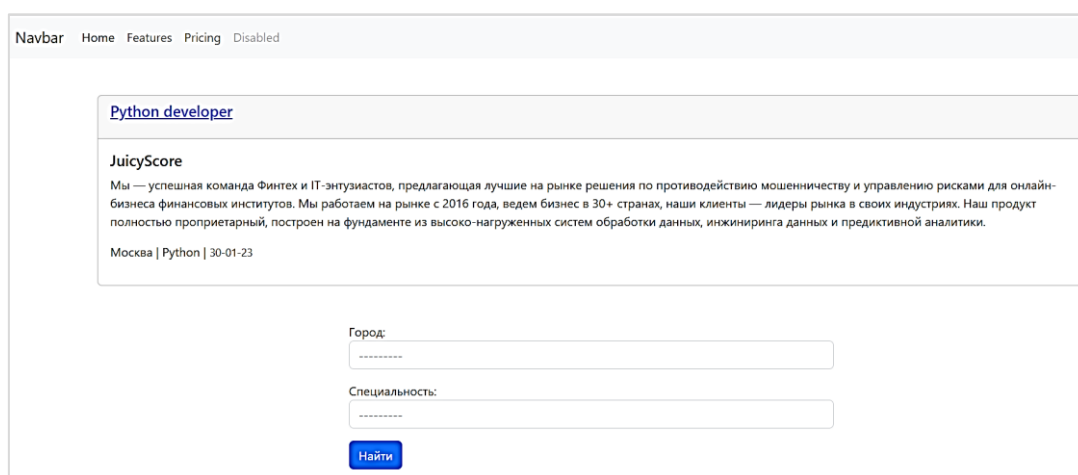 Navbar Home Features Pricing Disabled
Python developer
JuicyScore
Мы — успешная команда Финтех и IT-энтузиастов, предлагающая лучшие на рынке решения по противодействию мошенничеству и управлению рисками для онлайн-
бизнеса финансовых институтов. Мы работаем на рынке с 2016 года, ведем бизнес в 30+ странах, наши клиенты — лидеры рынка в своих индустриях. Наш продукт
полностью проприетарный, построен на фундаменте из высоко-нагруженных систем обработки данных, инжиниринга данных и предиктивной аналитики.
Москва | Python | 30-01-23
Город:
---------
Специальность:
---------
Найти